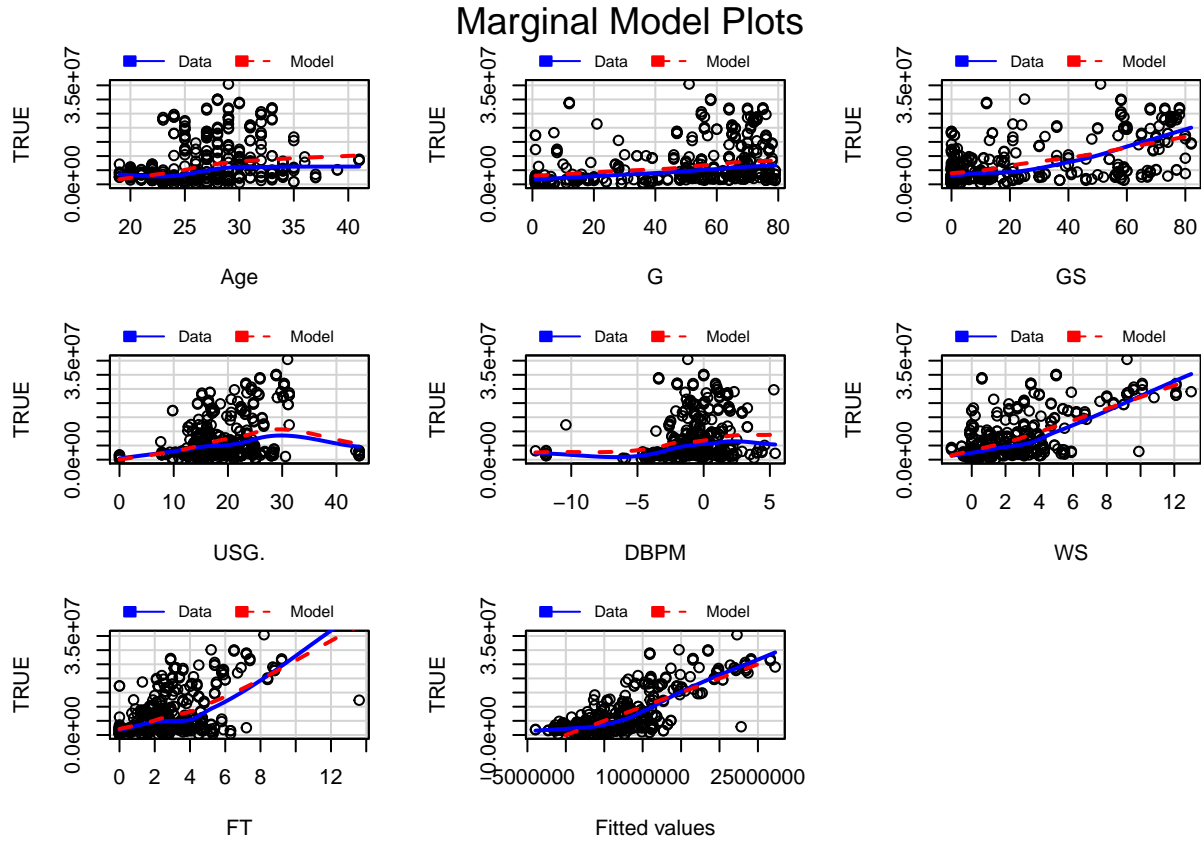 Marginal Model Plots
Data Model
TRUE
0.0e+00 3.5e+07
20 25 30 35 40
Age
Data Model
TRUE
0.0e+00 3.5e+07
0 20 40 60 80
G
Data Model
TRUE
0.0e+00 3.5e+07
0 20 40 60 80
GS
Data Model
TRUE
0.0e+00 3.5e+07
0 10 20 30 40
USG.
Data Model
TRUE
0.0e+00 3.5e+07
−10 −5 0 5
DBPM
Data Model
TRUE
0.0e+00 3.5e+07
0 2 4 6 8 12
WS
Data Model
TRUE
0.0e+00 3.5e+07
0 2 4 6 8 12
FT
Data Model
TRUE
0.0e+00 3.5e+07
−5000000 10000000 25000000
Fitted values